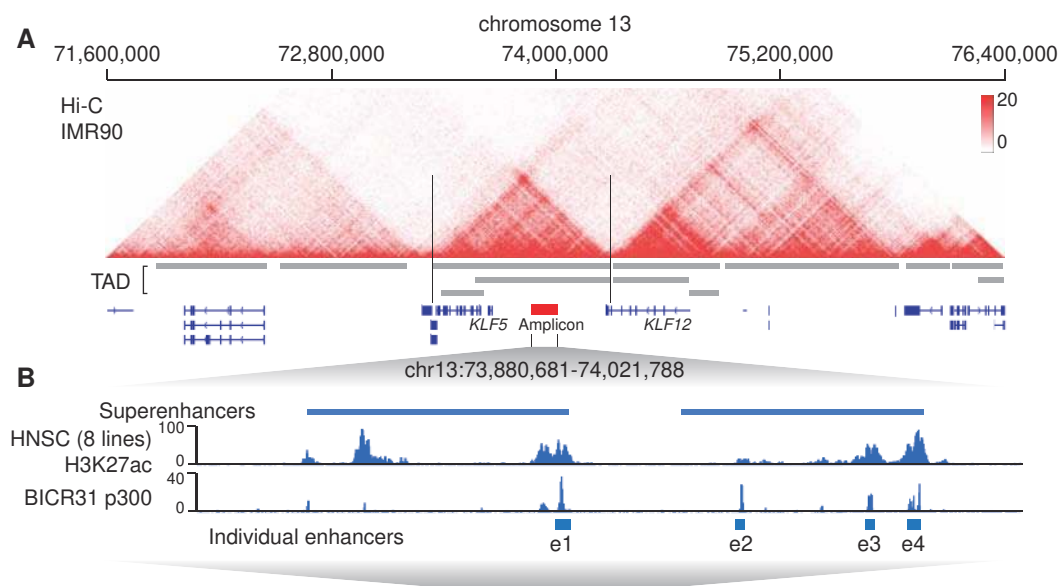 chromosome 13
A
71,600,000 72,800,000 74,000,000 75,200,000 76,400,000
Hi-C
IMR90
20
0
TAD
KLF5 Amplicon KLF12
B
chr13:73,880,681-74,021,788
Superenhancers
HNSC (8 lines)
H3K27ac
100
0
BICR31 p300
40
0
Individual enhancers
e1 e2 e3 e4